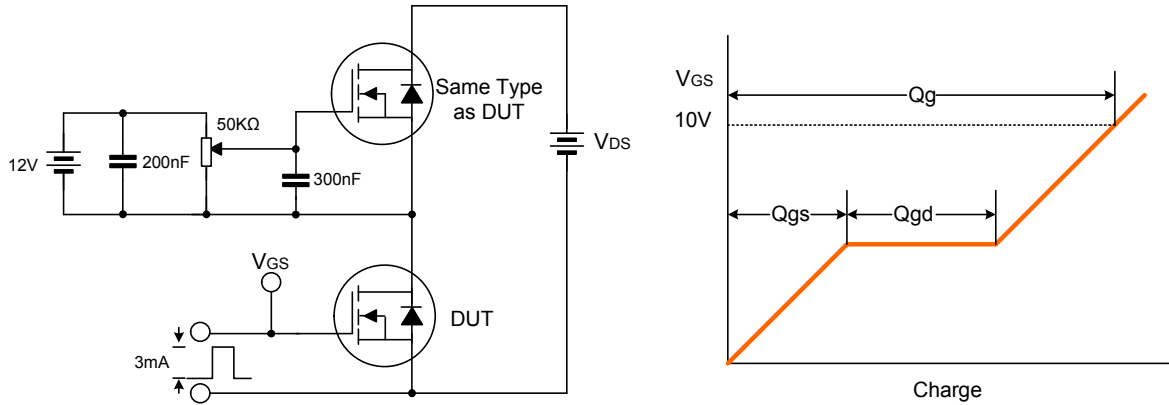 Same Type
as DUT
50KΩ
12V
200nF
300nF
VDS
VGS
DUT
3mA
VGS
10V
Qg
Qgs
Qgd
Charge